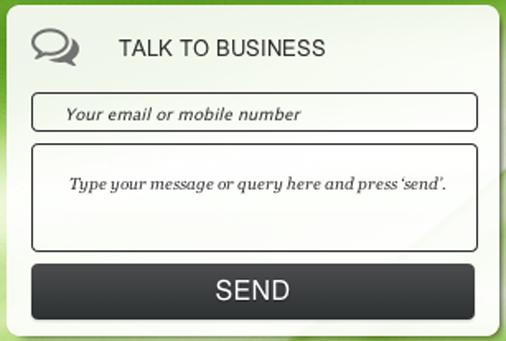 TALK TO BUSINESS
Your email or mobile number
Type your message or query here and press ‘send’.
SEND